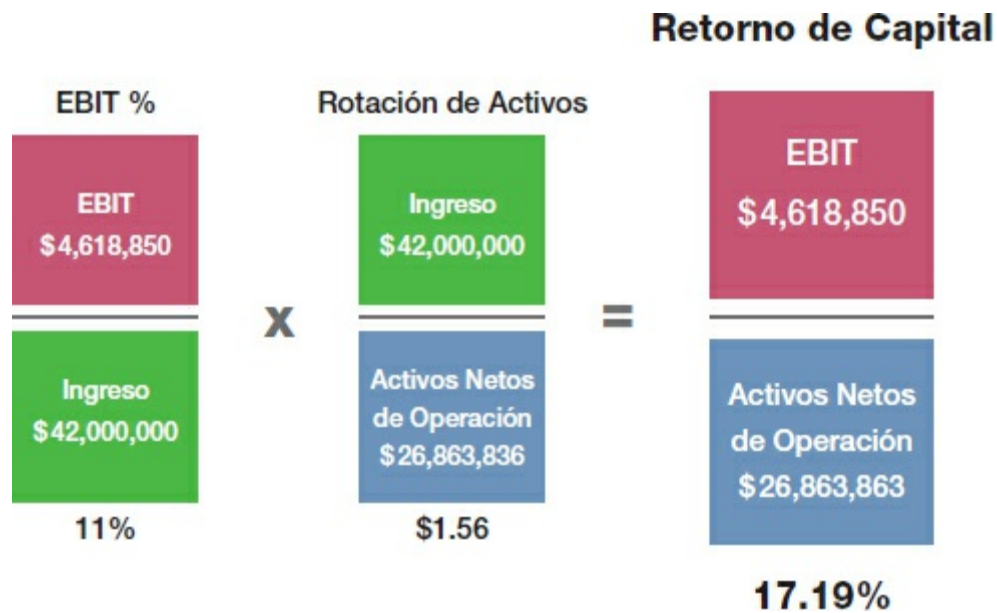 Retorno de Capital
EBIT %
EBIT
$4,618,850
Ingreso
$42,000,000
11%
x
Rotación de Activos
Ingreso
$42,000,000
Activos Netos
de Operación
$26,863,836
$1.56
=
EBIT
$4,618,850
Activos Netos
de Operación
$26,863,863
17.19%